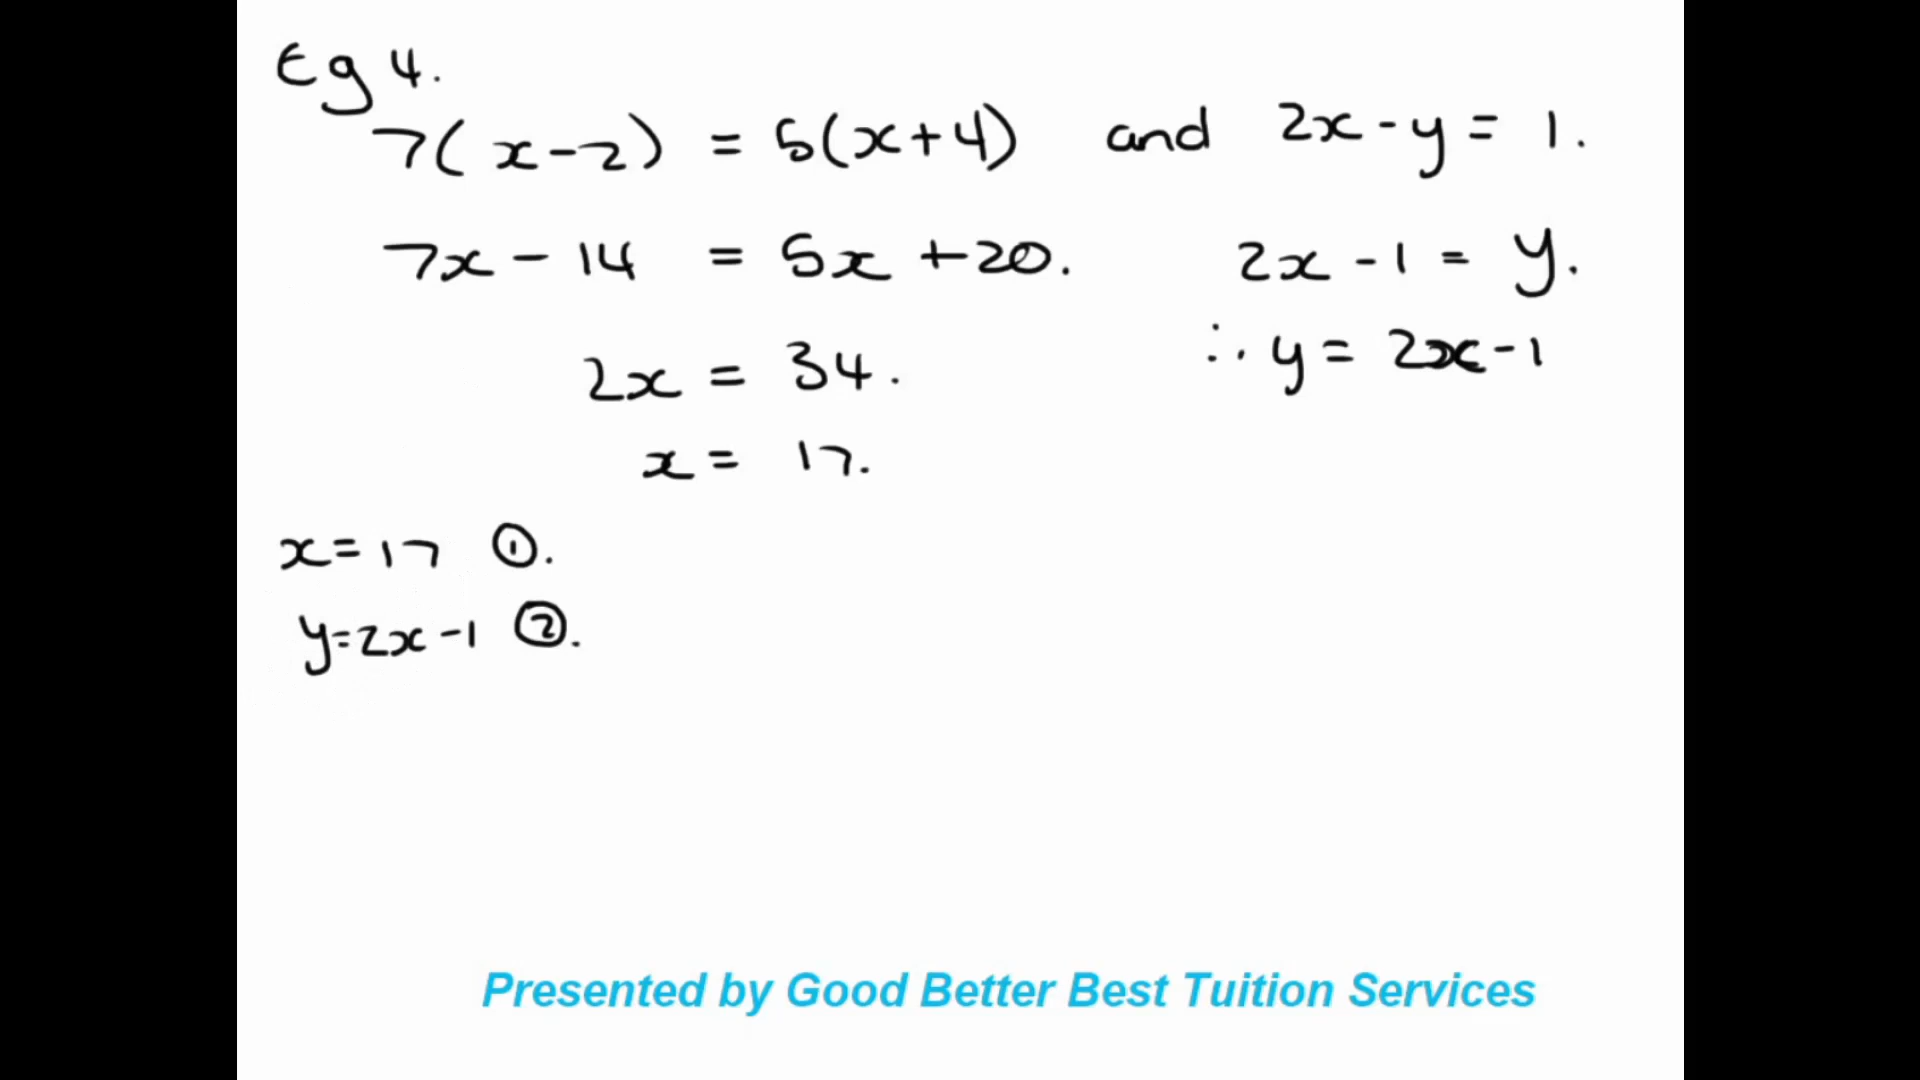 Eg 4.
7(x-2) = 5(x+4) and 2x-y = 1.
7x - 14 = 5x +20. 2x -1 = y.
2x = 34. ∴ y = 2x-1
x = 17.
x = 17 ①.
y=2x-1 ②.
Presented by Good Better Best Tuition Services